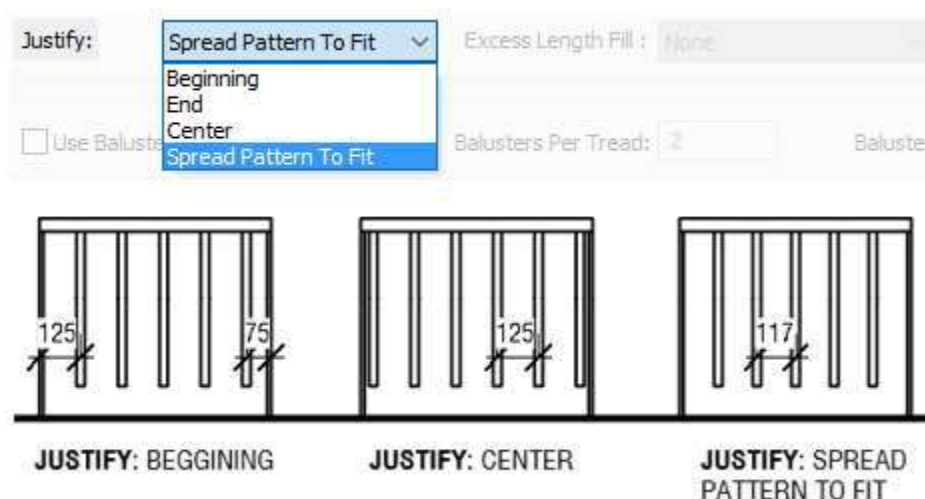 Justify: Spread Pattern To Fit Excess Length Fill : None
Beginning
End
Center
Use Baluste Balusters Per Tread: 2 Baluste
Spread Pattern To Fit
125 75 125 117
JUSTIFY: BEGGINING JUSTIFY: CENTER JUSTIFY: SPREAD
PATTERN TO FIT